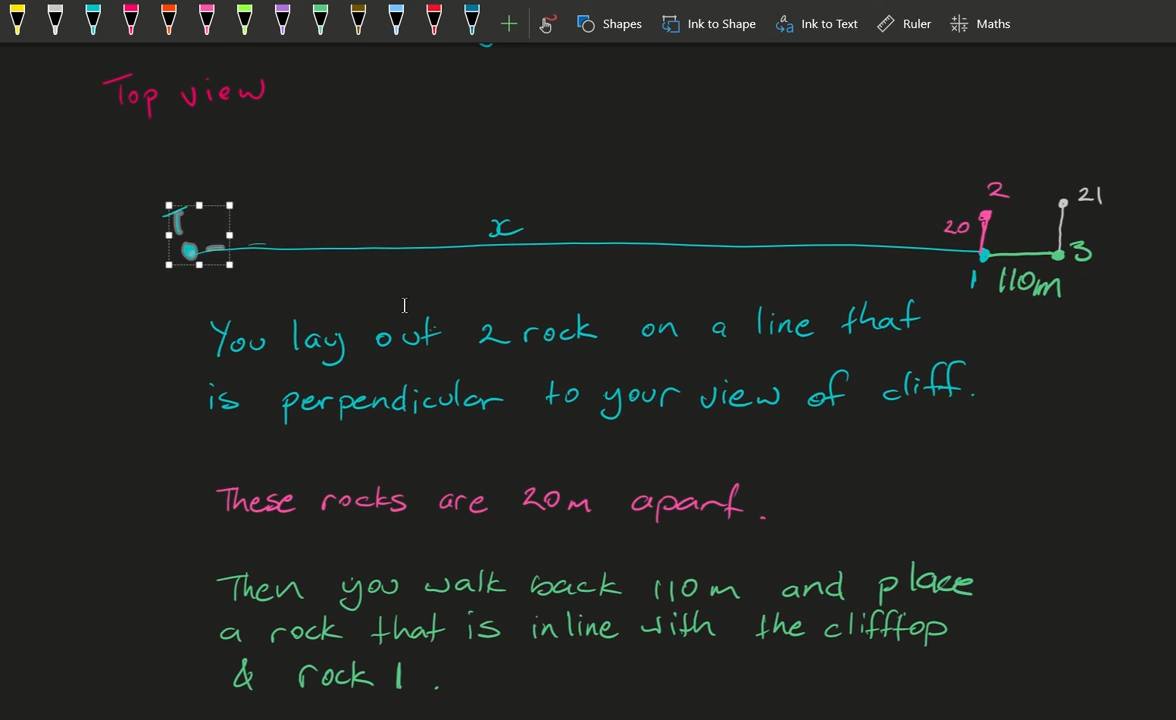 Shapes Ink to Shape Ink to Text Ruler Maths
Top view
T
x
20
2
21
1
110m
3
You lay out 2 rock on a line that
is perpendicular to your view of cliff.
These rocks are 20m apart.
Then you walk back 110m and place
a rock that is inline with the clifftop
& rock 1.